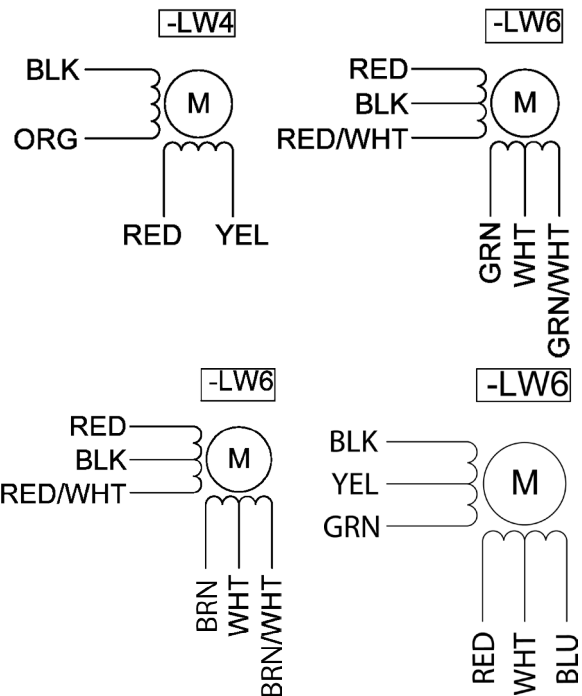 -LW4
BLK
M
ORG
RED YEL
-LW6
RED
BLK
M
RED/WHT
GRN
WHT
GRN/WHT
-LW6
RED
BLK
M
RED/WHT
BRN
WHT
BRN/WHT
-LW6
BLK
YEL
M
GRN
RED
WHT
BLU